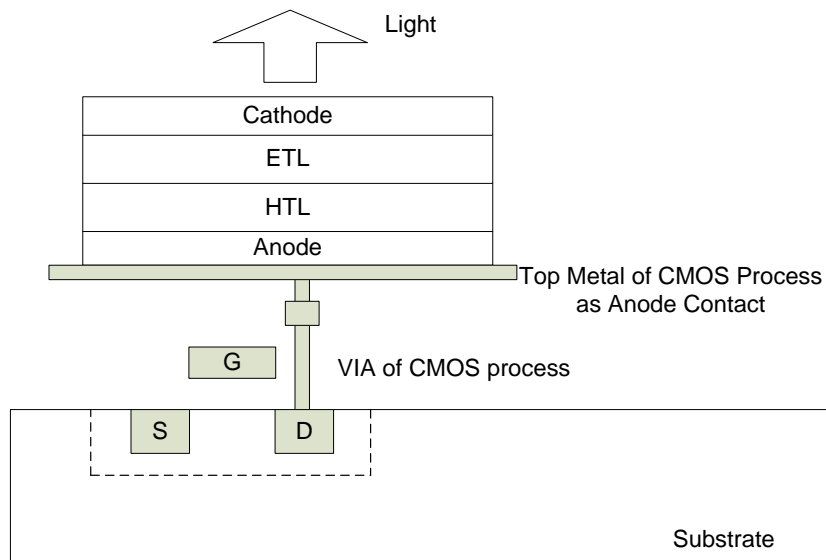 Light
Cathode
ETL
HTL
Anode
Top Metal of CMOS Process
as Anode Contact
G
VIA of CMOS process
S
D
Substrate